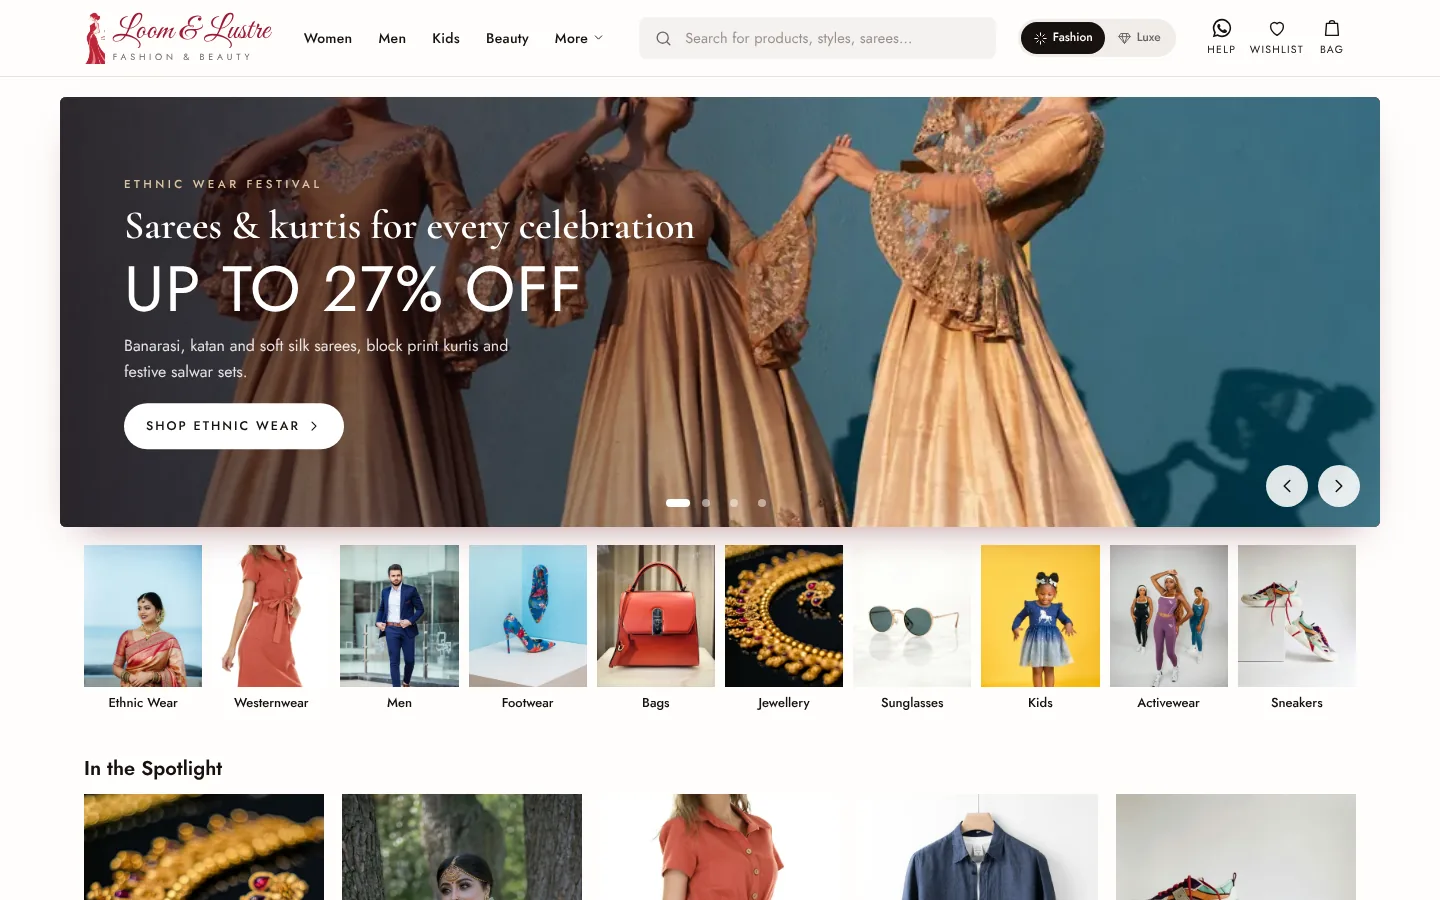 Loom & Lustre
FASHION & BEAUTY
Women
Men
Kids
Beauty
More
Search for products, styles, sarees...
Fashion
Luxe
HELP
WISHLIST
BAG
ETHNIC WEAR FESTIVAL
Sarees & kurtis for every celebration
UP TO 27% OFF
Banarasi, katan and soft silk sarees, block print kurtis and
festive salwar sets.
SHOP ETHNIC WEAR
Ethnic Wear
Westernwear
Men
Footwear
Bags
Jewellery
Sunglasses
Kids
Activewear
Sneakers
In the Spotlight